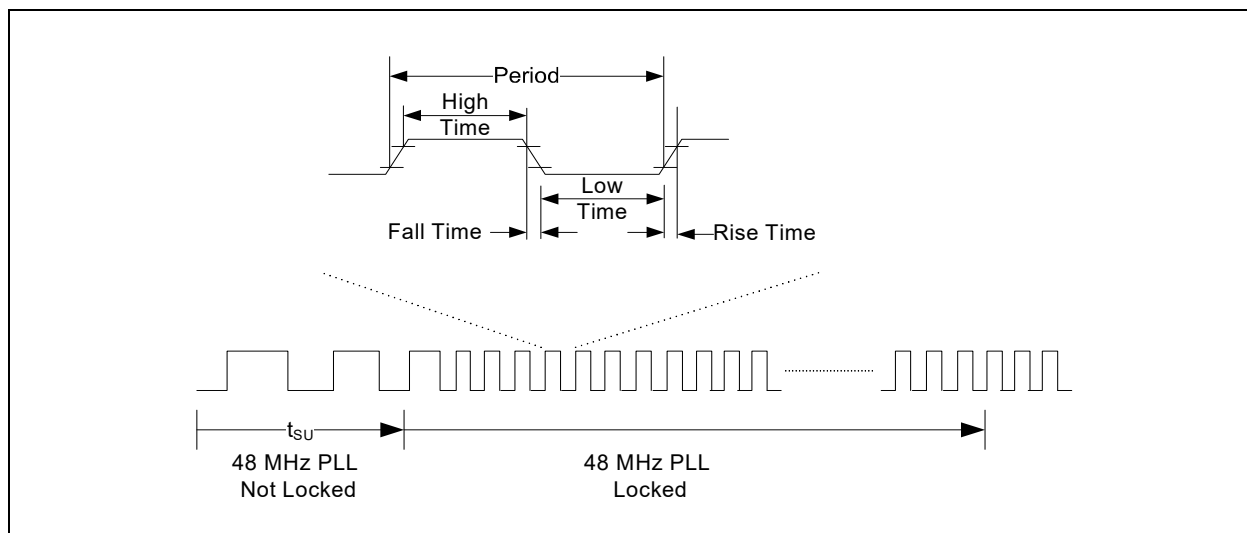 Period
High
Time
Low
Time
Fall Time
Rise Time
tSU
48 MHz PLL
Not Locked
48 MHz PLL
Locked